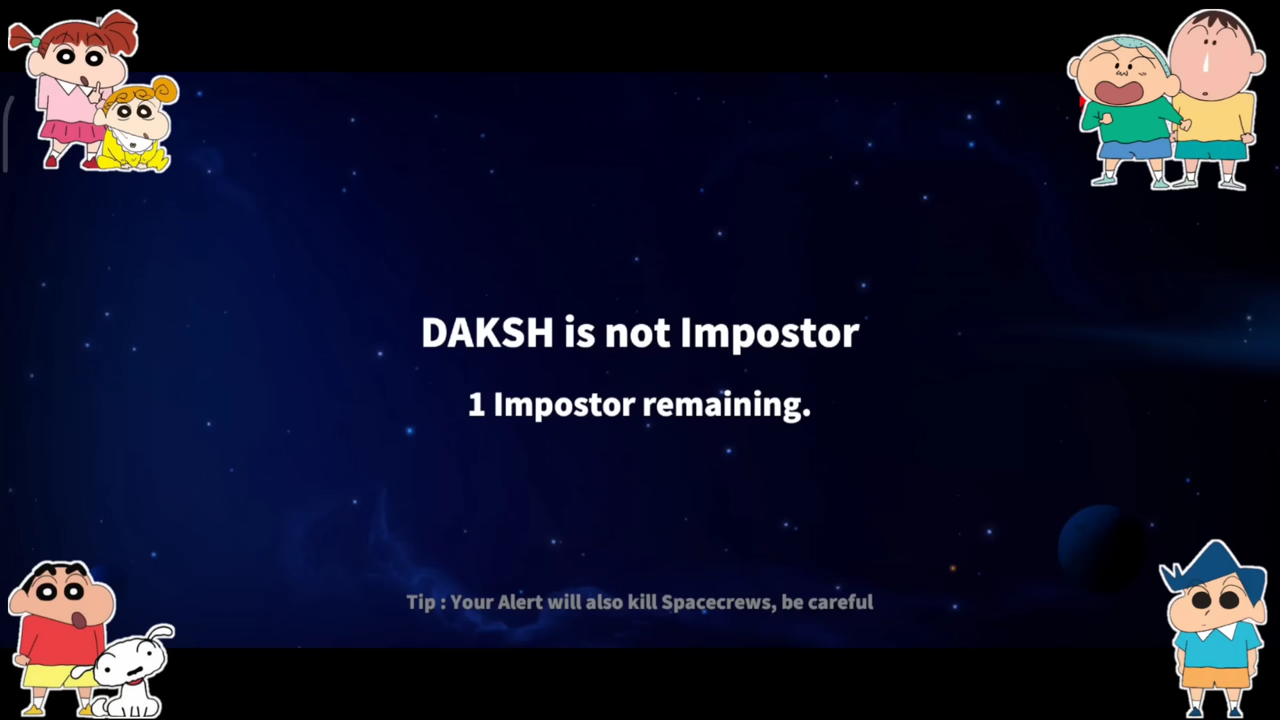 DAKSH is not Impostor
1 Impostor remaining.
Tip : Your Alert will also kill Spacecrews, be careful